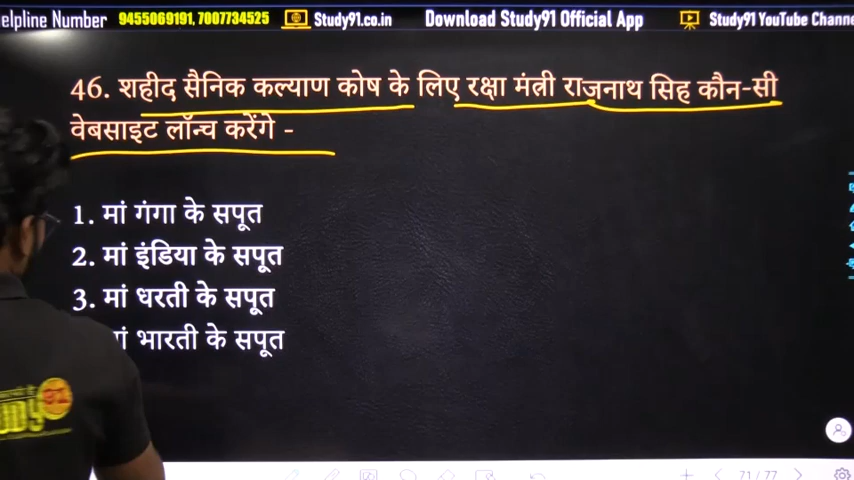 elpline Number 9455069191, 7007734525 Study91.co.in Download Study91 Official App Study91 YouTube Channe
46. शहीद सैनिक कल्याण कोष के लिए रक्षा मंत्री राजनाथ सिह कौन-सी
वेबसाइट लॉन्च करेंगे -
1. मां गंगा के सपूत
2. मां इंडिया के सपूत
3. मां धरती के सपूत
मां भारती के सपूत
71 / 77